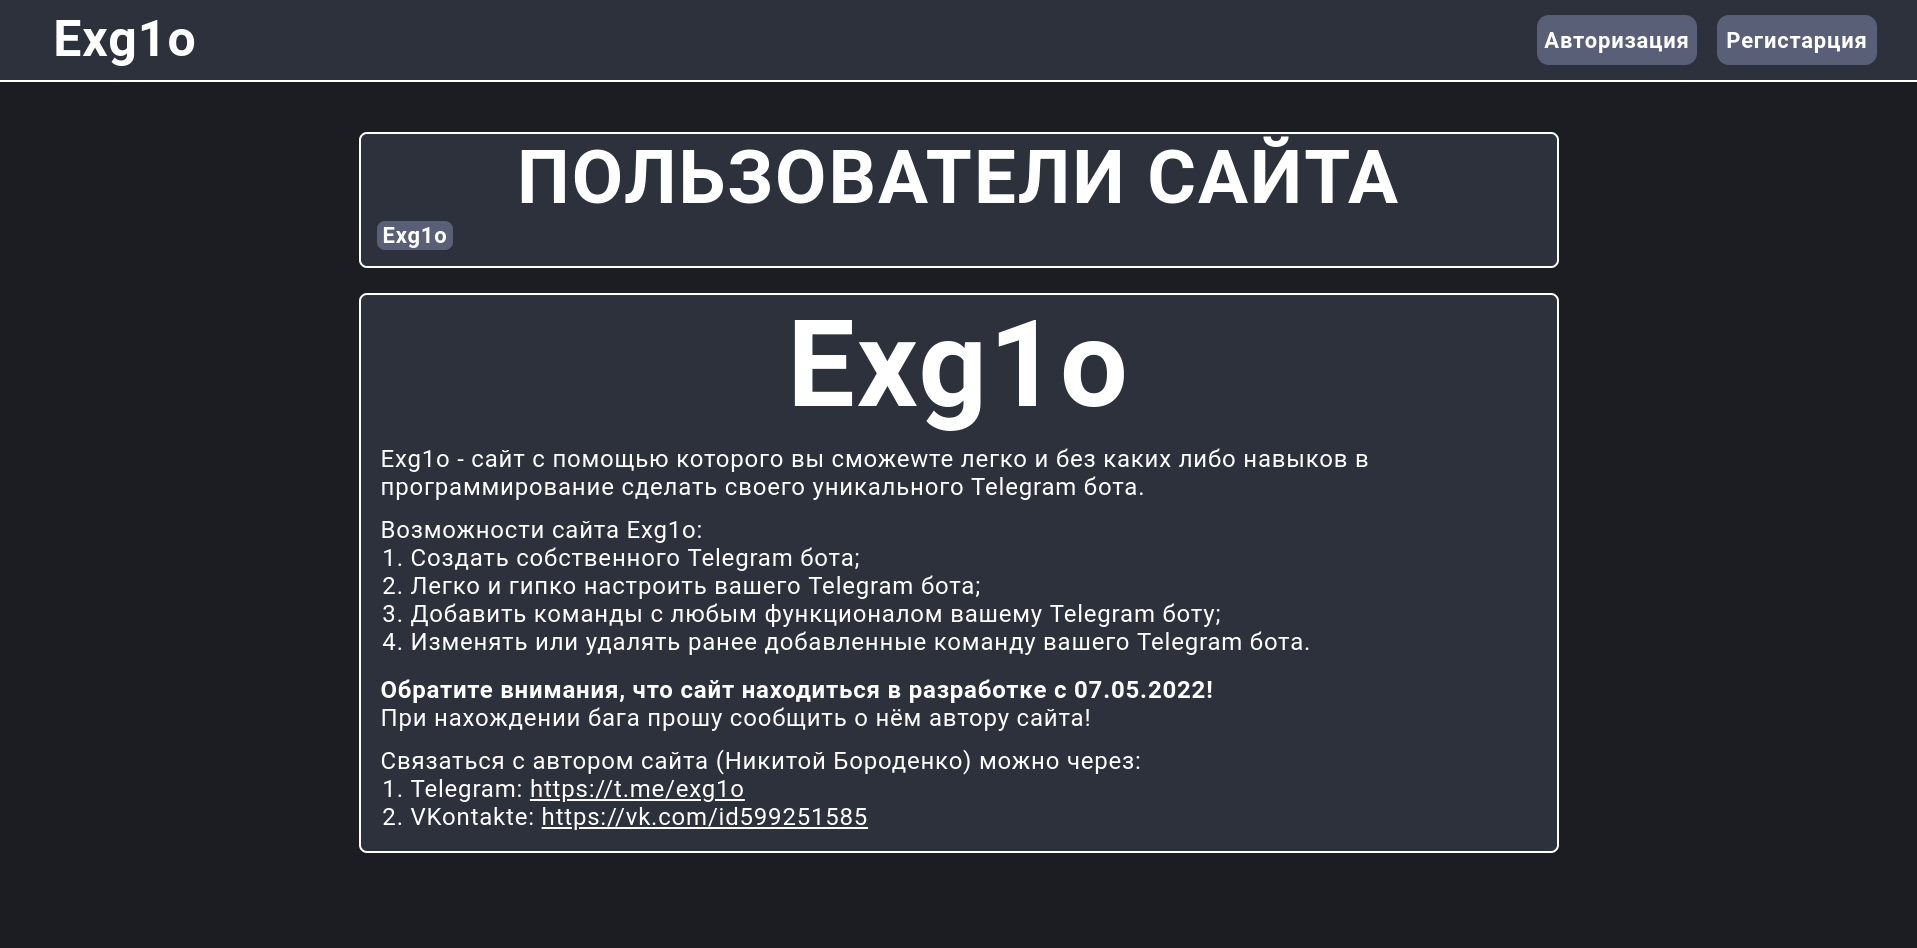 Exg1o
Авторизация
Регистарция
ПОЛЬЗОВАТЕЛИ САЙТА
Exg1o
Exg1o
Exg1o - сайт с помощью которого вы сможеwте легко и без каких либо навыков в
программирование сделать своего уникального Telegram бота.
Возможности сайта Exg1o:
1. Создать собственного Telegram бота;
2. Легко и гипко настроить вашего Telegram бота;
3. Добавить команды с любым функционалом вашему Telegram боту;
4. Изменять или удалять ранее добавленные команду вашего Telegram бота.
Обратите внимания, что сайт находиться в разработке с 07.05.2022!
При нахождении бага прошу сообщить о нём автору сайта!
Связаться с автором сайта (Никитой Бороденко) можно через:
1. Telegram: https://t.me/exg1o
2. VKontakte: https://vk.com/id599251585